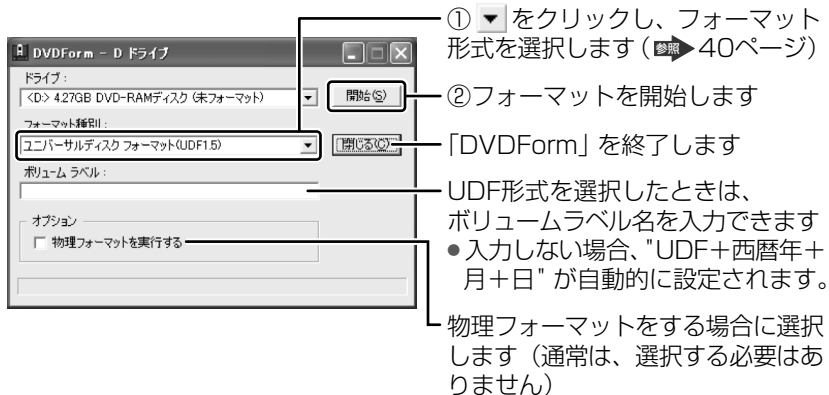 DVDForm - D ドライブ
ドライブ:
<D:> 4.27GB DVD-RAMディスク (未フォーマット)
開始(S)
フォーマット種別:
ユニバーサルディスク フォーマット(UDF1.5)
閉じる(C)
ボリューム ラベル:
オプション
物理フォーマットを実行する
① ▼ をクリックし、フォーマット
形式を選択します (参照 40ページ)
②フォーマットを開始します
「DVDForm」を終了します
UDF形式を選択したときは、
ボリュームラベル名を入力できます
●入力しない場合、"UDF+西暦年+
月+日" が自動的に設定されます。
物理フォーマットをする場合に選択
します（通常は、選択する必要はあ
りません）